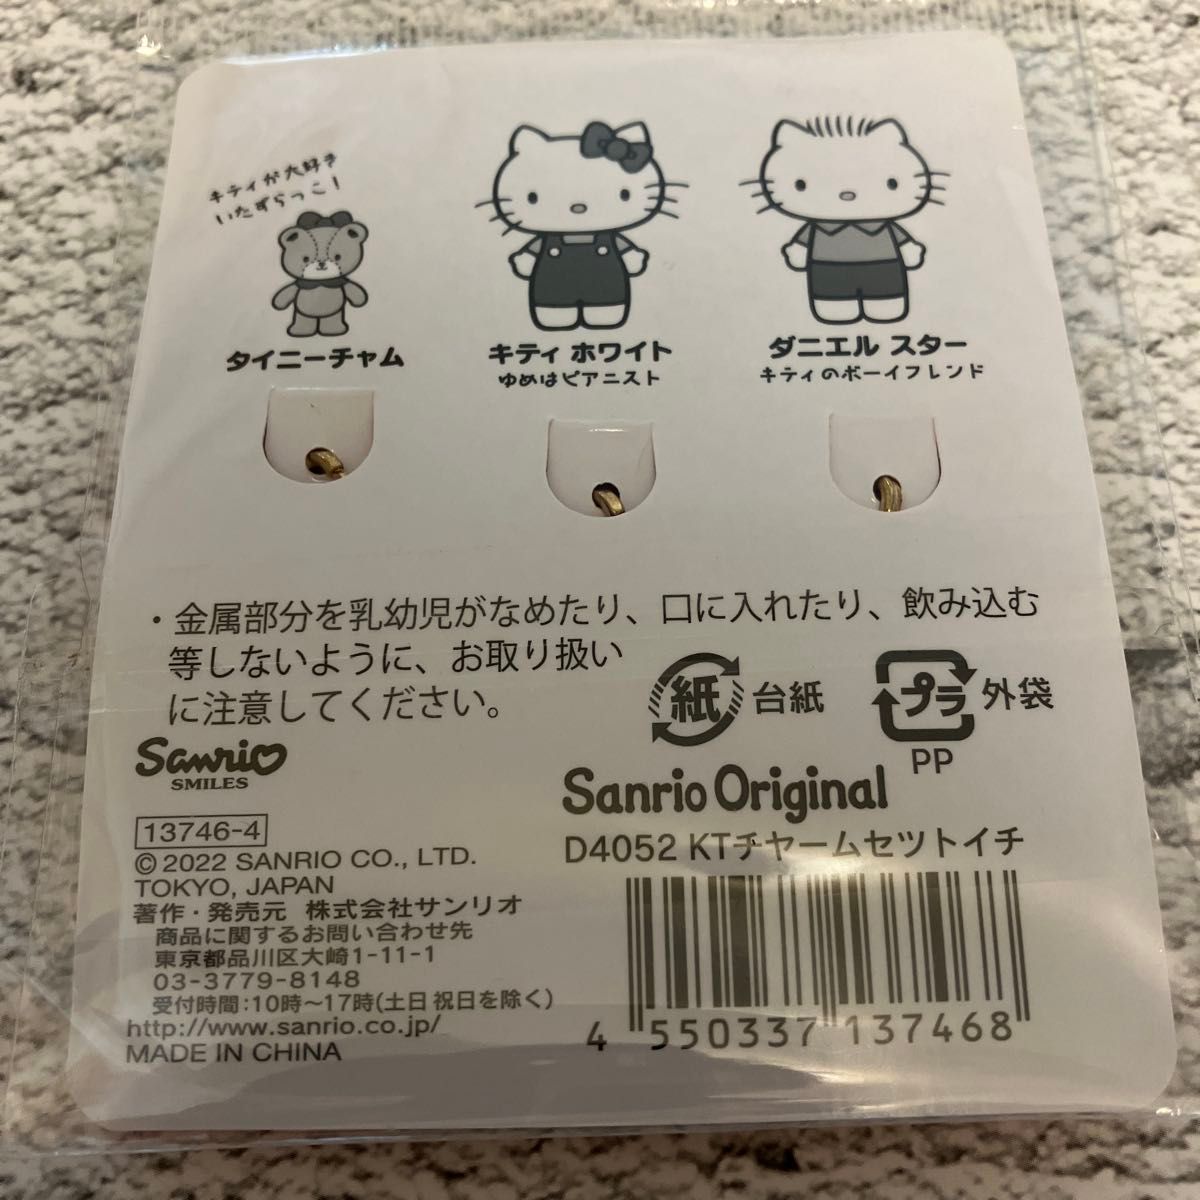 キティが大好き
いたずらっこ!
タイニーチャム
キティ ホワイト
ゆめはピアニスト
ダニエル スター
キティのボーイフレンド
・金属部分を乳幼児がなめたり、口に入れたり、飲み込む
等しないように、お取り扱い
に注意してください。
紙 台紙
プラ 外袋
PP
Sanrio
SMILES
13746-4
© 2022 SANRIO CO., LTD.
TOKYO, JAPAN
著作・発売元 株式会社サンリオ
商品に関するお問い合わせ先
東京都品川区大崎1-11-1
03-3779-8148
受付時間:10時〜17時(土日祝日を除く)
http://www.sanrio.co.jp/
MADE IN CHINA
Sanrio Original
D4052 KTチヤームセツトイチ
4 550337 137468